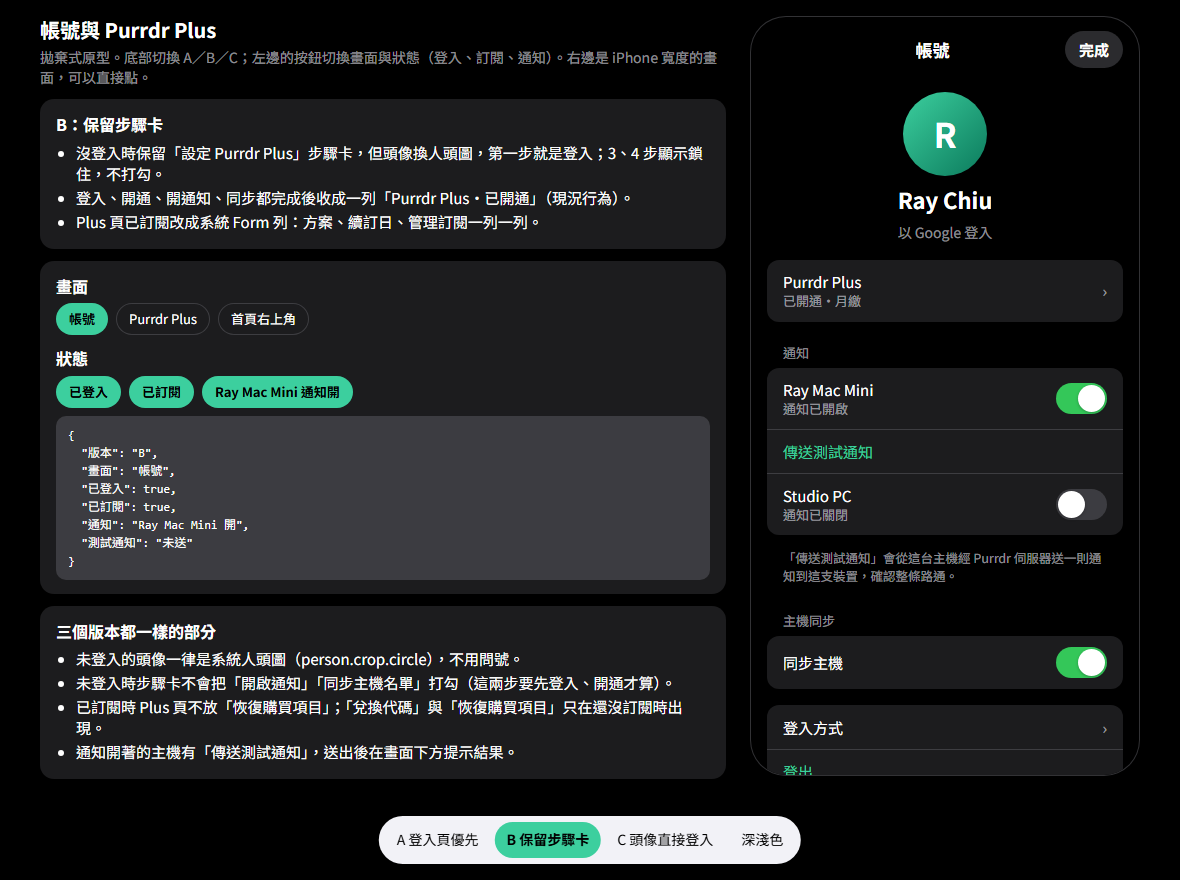 帳號與 Purrdr Plus
拋棄式原型。底部切換 A／B／C；左邊的按鈕切換畫面與狀態（登入、訂閱、通知）。右邊是 iPhone 寬度的畫
面，可以直接點。
B：保留步驟卡
沒登入時保留「設定 Purrdr Plus」步驟卡，但頭像換人頭圖，第一步就是登入；3、4 步顯示鎖
住，不打勾。
登入、開通、開通知、同步都完成後收成一列「Purrdr Plus・已開通」（現況行為）。
Plus 頁已訂閱改成系統 Form 列：方案、續訂日、管理訂閱一列一列。
畫面
帳號
Purrdr Plus
首頁右上角
狀態
已登入
已訂閱
Ray Mac Mini 通知開
{
"版本": "B",
"畫面": "帳號",
"已登入": true,
"已訂閱": true,
"通知": "Ray Mac Mini 開",
"測試通知": "未送"
}
三個版本都一樣的部分
未登入的頭像一律是系統人頭圖（person.crop.circle），不用問號。
未登入時步驟卡不會把「開啟通知」「同步主機名單」打勾（這兩步要先登入、開通才算）。
已訂閱時 Plus 頁不放「恢復購買項目」；「兌換代碼」與「恢復購買項目」只在還沒訂閱時出
現。
通知開著的主機有「傳送測試通知」，送出後在畫面下方提示結果。
帳號
完成
R
Ray Chiu
以 Google 登入
Purrdr Plus
已開通・月繳
通知
Ray Mac Mini
通知已開啟
傳送測試通知
Studio PC
通知已關閉
「傳送測試通知」會從這台主機經 Purrdr 伺服器送一則通
知到這支裝置，確認整條路通。
主機同步
同步主機
登入方式
登出
A 登入頁優先
B 保留步驟卡
C 頭像直接登入
深淺色